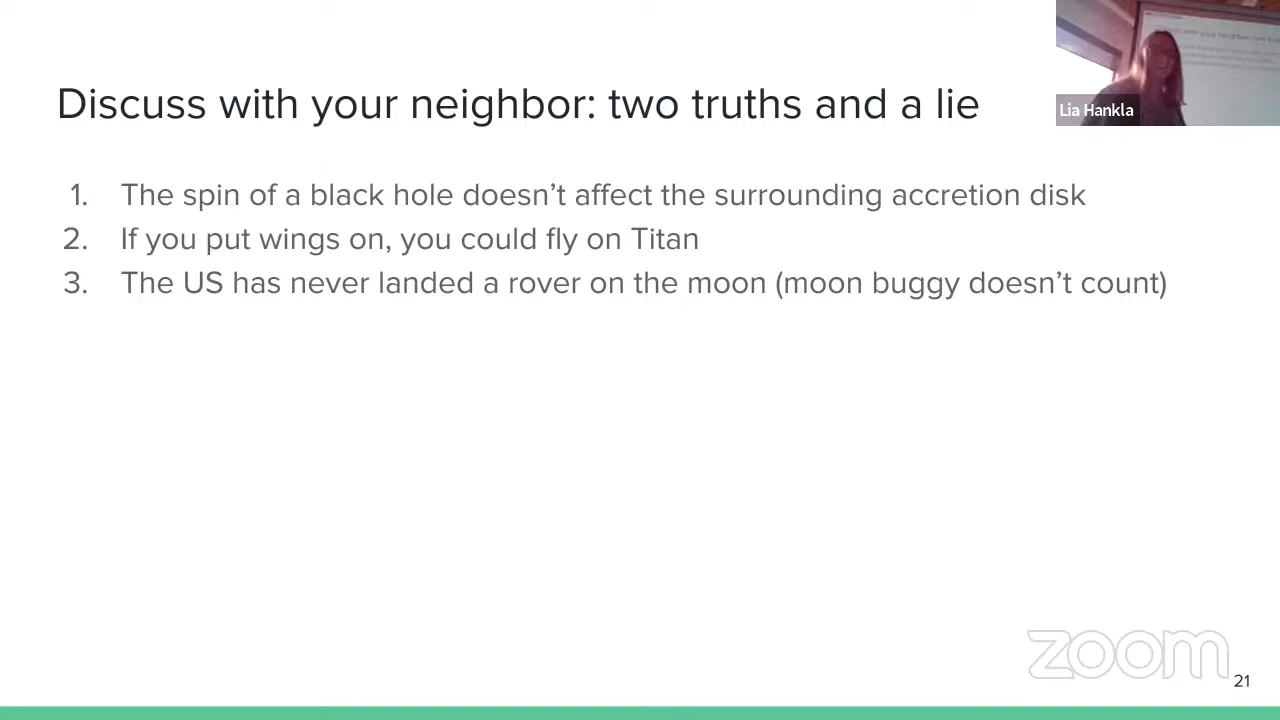 Discuss with your neighbor: two truths and a lie
Lia Hankla
1. The spin of a black hole doesn’t affect the surrounding accretion disk
2. If you put wings on, you could fly on Titan
3. The US has never landed a rover on the moon (moon buggy doesn’t count)
zoom
21